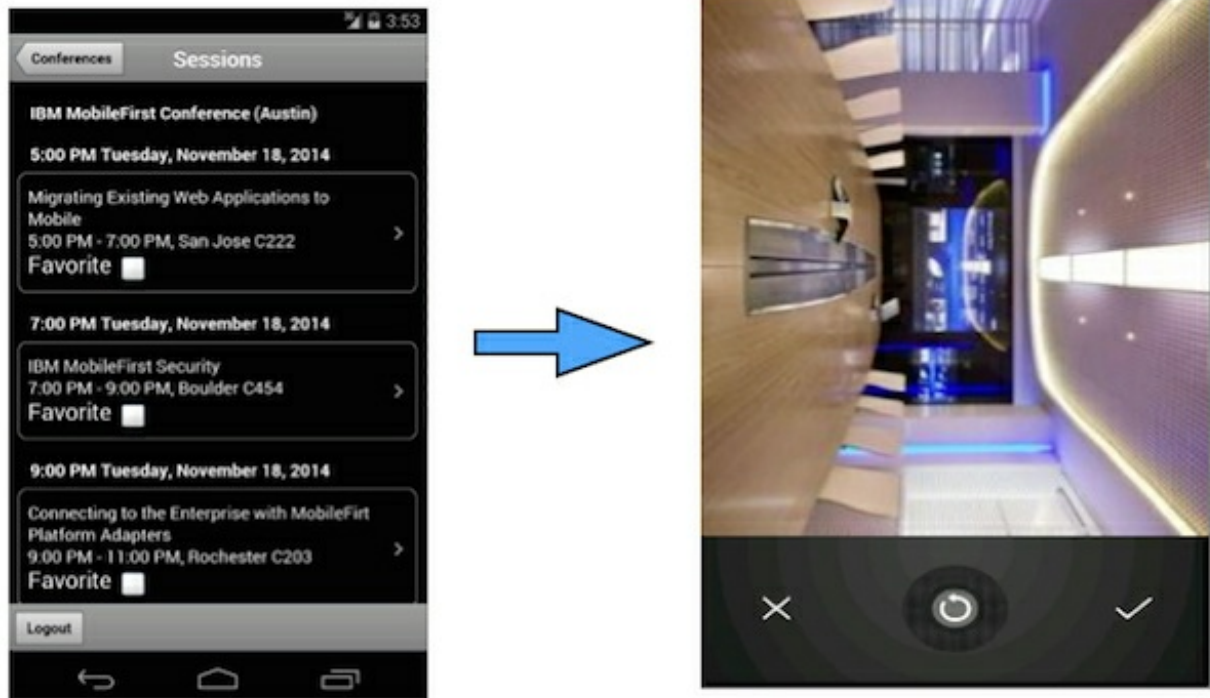 3:53
Conferences
Sessions
IBM MobileFirst Conference (Austin)
5:00 PM Tuesday, November 18, 2014
Migrating Existing Web Applications to
Mobile
5:00 PM - 7:00 PM, San Jose C222
Favorite
7:00 PM Tuesday, November 18, 2014
IBM MobileFirst Security
7:00 PM - 9:00 PM, Boulder C454
Favorite
9:00 PM Tuesday, November 18, 2014
Connecting to the Enterprise with MobileFirt
Platform Adapters
9:00 PM - 11:00 PM, Rochester C203
Favorite
Logout